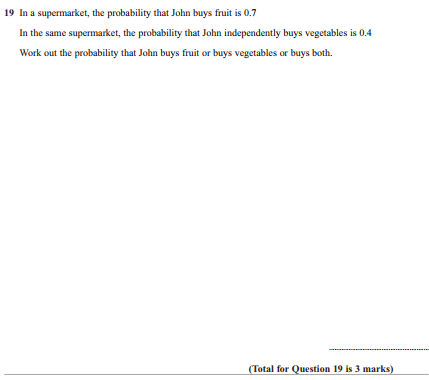 19 In a supermarket, the probability that John buys fruit is 0.7
In the same supermarket, the probability that John independently buys vegetables is 0.4
Work out the probability that John buys fruit or buys vegetables or buys both.
(Total for Question 19 is 3 marks)